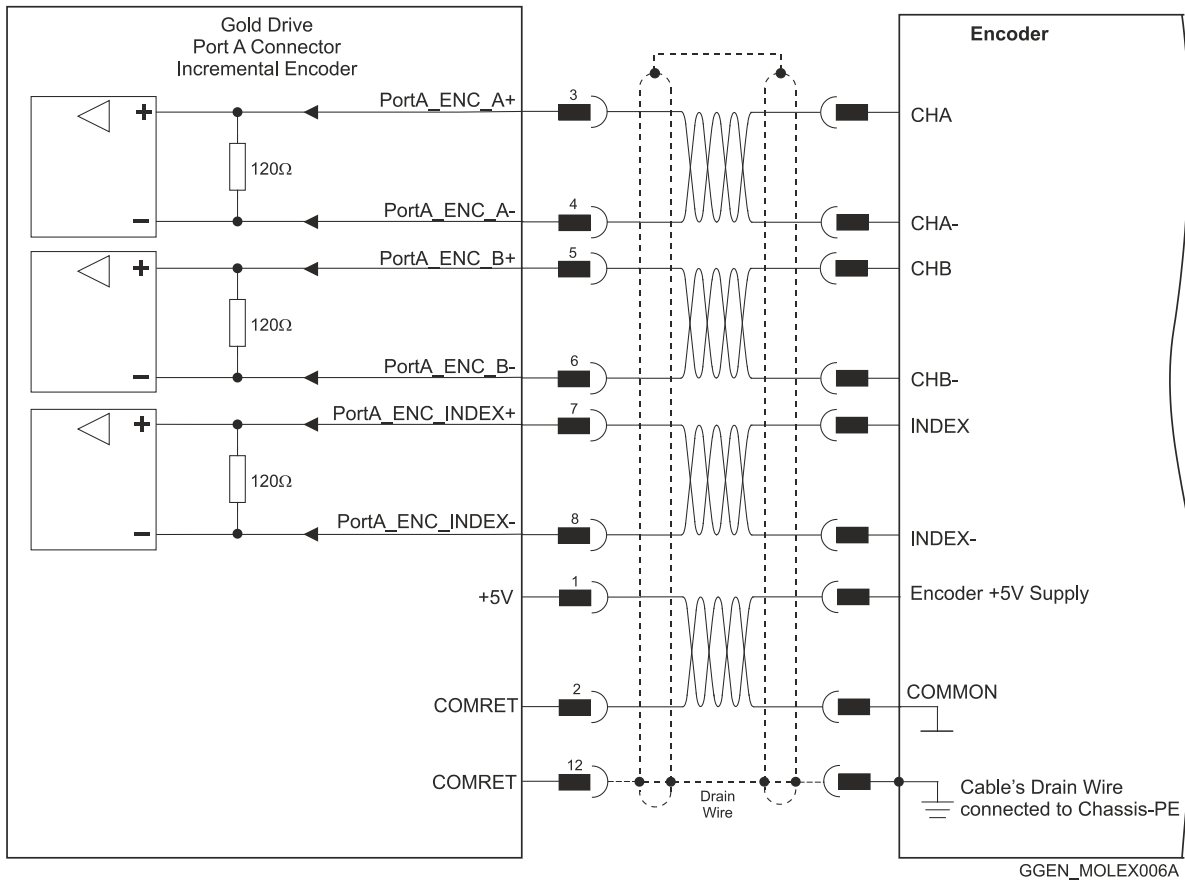 Gold Drive
Port A Connector
Incremental Encoder
Encoder
+
PortA_ENC_A+
3
CHA
120Ω
-
PortA_ENC_A-
4
CHA-
+
PortA_ENC_B+
5
CHB
120Ω
-
PortA_ENC_B-
6
CHB-
+
PortA_ENC_INDEX+
7
INDEX
120Ω
-
PortA_ENC_INDEX-
8
INDEX-
+5V
1
Encoder +5V Supply
COMRET
2
COMMON
COMRET
12
Drain
Wire
Cable's Drain Wire
connected to Chassis-PE
GGEN_MOLEX006A